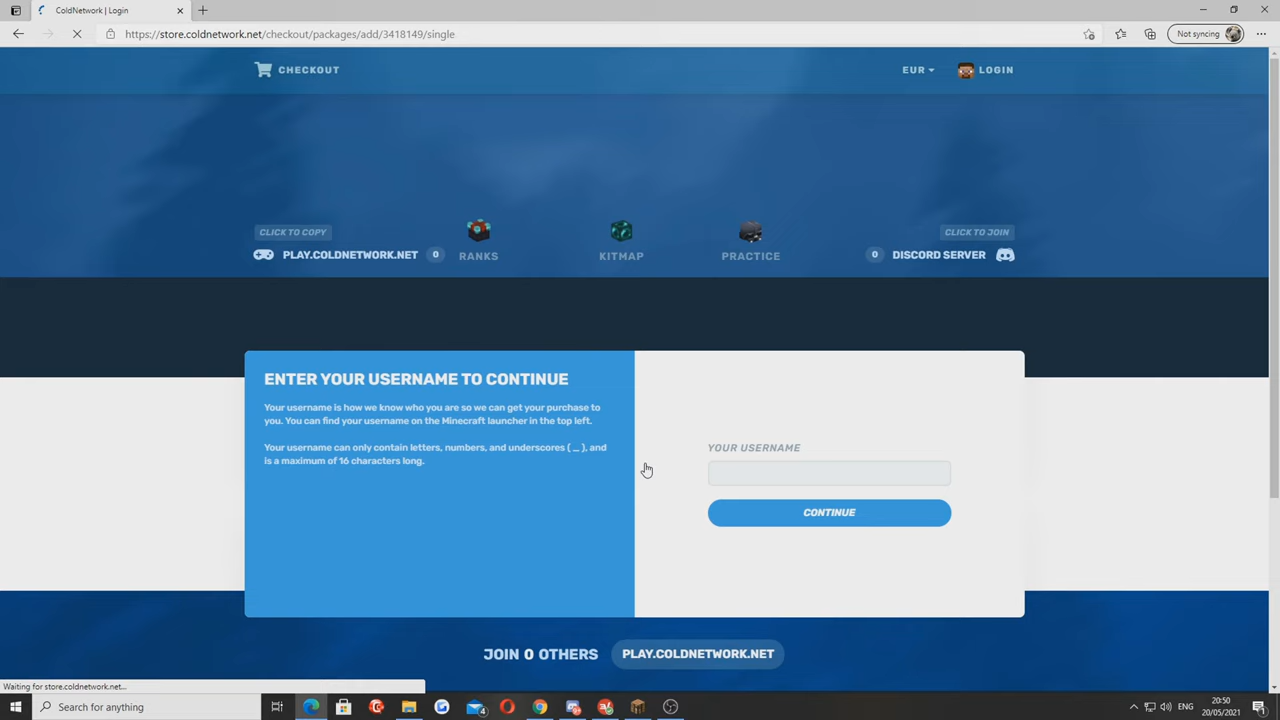 ColdNetwork | Login
https://store.coldnetwork.net/checkout/packages/add/3418149/single
Not syncing
CHECKOUT
EUR
LOGIN
CLICK TO COPY
PLAY.COLDNETWORK.NET 0
RANKS
KITMAP
PRACTICE
CLICK TO JOIN
0 DISCORD SERVER
ENTER YOUR USERNAME TO CONTINUE
Your username is how we know who you are so we can get your purchase to
you. You can find your username on the Minecraft launcher in the top left.
Your username can only contain letters, numbers, and underscores ( _ ), and
is a maximum of 16 characters long.
YOUR USERNAME
CONTINUE
JOIN 0 OTHERS
PLAY.COLDNETWORK.NET
Waiting for store.coldnetwork.net...
Search for anything
4
ENG
20:50
20/05/2021
1